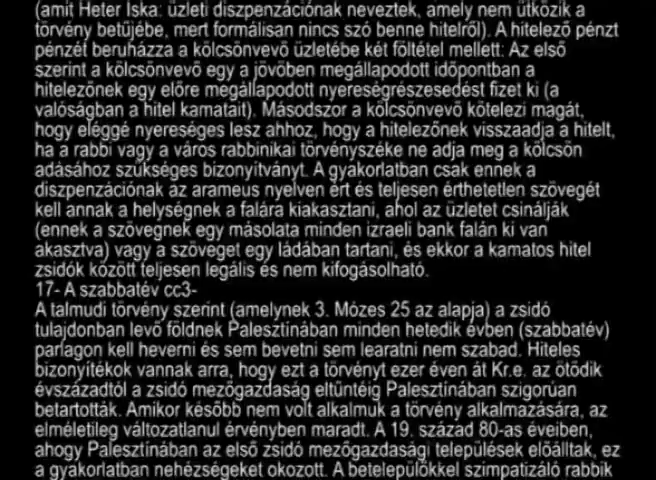 (amit Heter Iska: üzleti diszpenzációnak neveztek, amely nem ütközik a
törvény betűjébe, mert formálisan nincs szó benne hitelről). A hitelező pénzt
pénzét beruházza a kölcsönvevő üzletébe két föltétel mellett: Az első
szerint a kölcsönvevő egy a jövőben megállapodott időpontban a
hitelezőnek egy előre megállapodott nyereségrészesedést fizet ki (a
valóságban a hitel kamatait). Másodszor a kölcsönvevő kötelezi magát,
hogy eléggé nyereséges lesz ahhoz, hogy a hitelezőnek visszaadja a hitelt,
ha a rabbi vagy a város rabbinikai törvényszéke ne adja meg a kölcsön
adásához szükséges bizonyítványt. A gyakorlatban csak ennek a
diszpenzációnak az arameus nyelven ért és teljesen érthetetlen szövegét
kell annak a helységnek a falára kiakasztani, ahol az üzletet csinálják
(ennek a szövegnek egy másolata minden izraeli bank falán ki van
akasztva) vagy a szöveget egy ládában tartani, és ekkor a kamatos hitel
zsidók között teljesen legális és nem kifogásolható.
17- A szabbatév cc3-
A talmudi törvény szerint (amelynek 3. Mózes 25 az alapja) a zsidó
tulajdonban levő földnek Palesztínában minden hetedik évben (szabbatév)
parlagon kell heverni és sem bevetni sem learatni nem szabad. Hiteles
bizonyítékok vannak arra, hogy ezt a törvényt ezer éven át Kr.e. az ötödik
évszázadtól a zsidó mezőgazdaság eltűntéig Palesztínában szigorúan
betartották. Amikor később nem volt alkalmuk a törvény alkalmazására, az
elméletileg változatlanul érvényben maradt. A 19. század 80-as éveiben,
ahogy Palesztínában az első zsidó mezőgazdasági települések előálltak, ez
a gyakorlatban nehézségeket okozott. A betelepülőkkel szimpatizáló rabbik